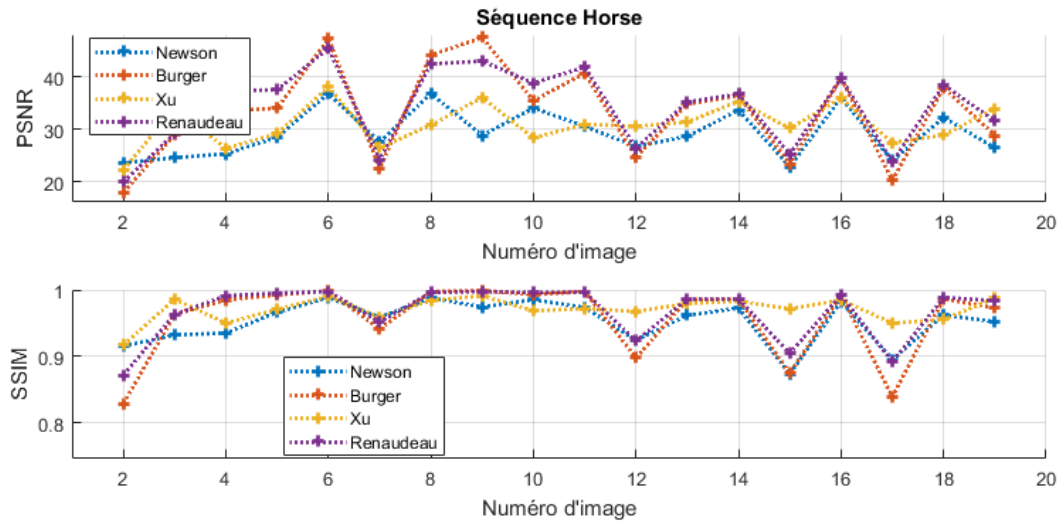 Séquence Horse
Newson
Burger
Xu
Renaudeau
PSNR
40
30
20
2 4 6 8 10 12 14 16 18 20
Numéro d'image
SSIM
1
0.9
0.8
Newson
Burger
Xu
Renaudeau
2 4 6 8 10 12 14 16 18 20
Numéro d'image